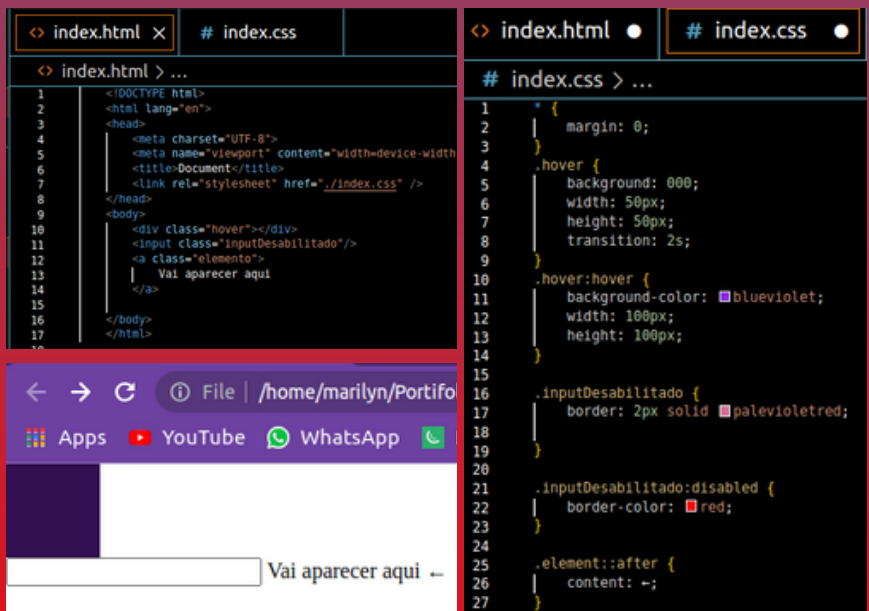 index.html
index.css
index.html > ...
1 <!DOCTYPE html>
2 <html lang="en">
3 <head>
4 <meta charset="UTF-8">
5 <meta name="viewport" content="width=device-width
6 <title>Document</title>
7 <link rel="stylesheet" href="./index.css" />
8 </head>
9 <body>
10 <div class="hover"></div>
11 <input class="inputDesabilitado"/>
12 <a class="elemento">
13 Vai aparecer aqui
14 </a>
15
16 </body>
17 </html>
File | /home/marilyn/Portifo
Apps YouTube WhatsApp
Vai aparecer aqui ←
index.html
# index.css
# index.css > ...
1 * {
2 margin: 0;
3 }
4 .hover {
5 background: 000;
6 width: 50px;
7 height: 50px;
8 transition: 2s;
9 }
10 .hover:hover {
11 background-color: blueviolet;
12 width: 100px;
13 height: 100px;
14 }
15
16 .inputDesabilitado {
17 border: 2px solid palevioletred;
18
19 }
20
21 .inputDesabilitado:disabled {
22 border-color: red;
23 }
24
25 .element::after {
26 content: ←;
27 }